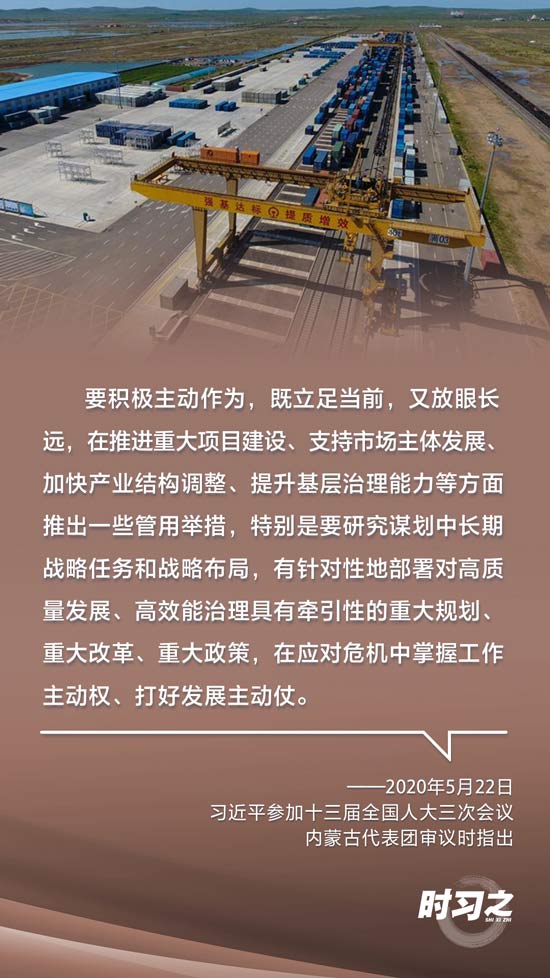 强基达标 提质增效
要积极主动作为，既立足当前，又放眼长
远，在推进重大项目建设、支持市场主体发展、
加快产业结构调整、提升基层治理能力等方面
推出一些管用举措，特别是要研究谋划中长期
战略任务和战略布局，有针对性地部署对高质
量发展、高效能治理具有牵引性的重大规划、
重大改革、重大政策，在应对危机中掌握工作
主动权、打好发展主动仗。
——2020年5月22日
习近平参加十三届全国人大三次会议
内蒙古代表团审议时指出
时习之
SHI XI ZHI